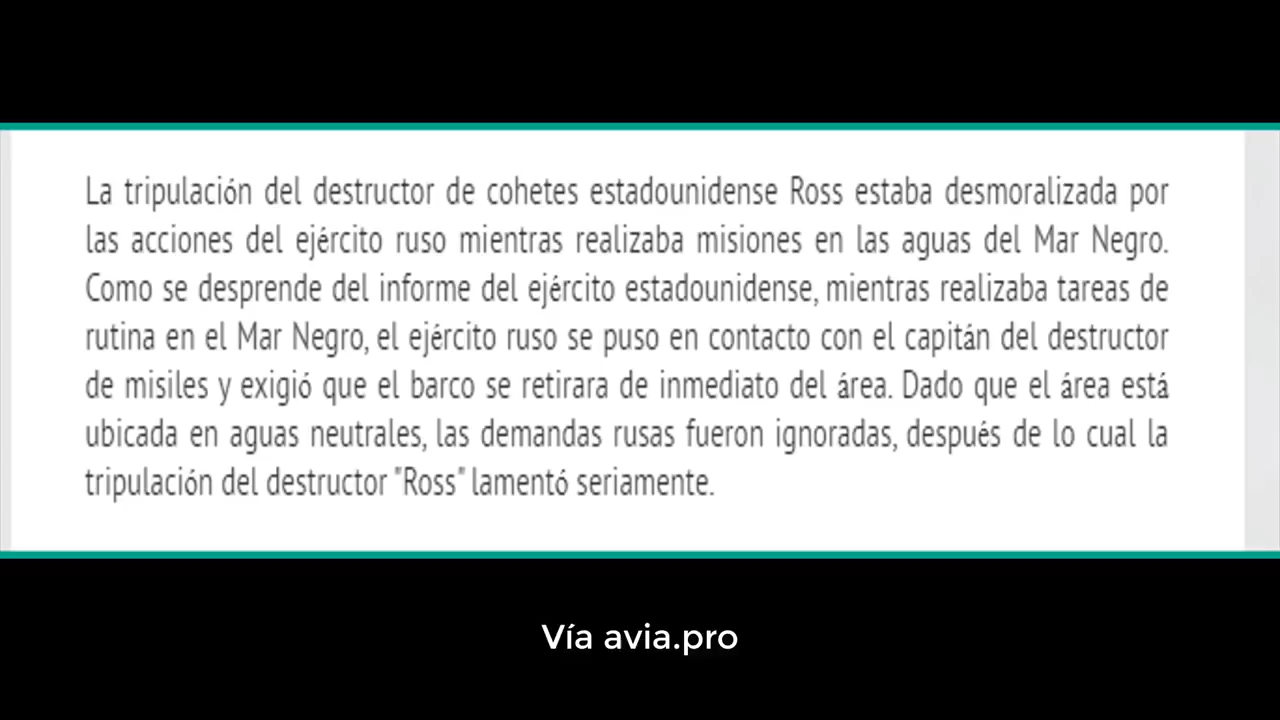 La tripulación del destructor de cohetes estadounidense Ross estaba desmoralizada por
las acciones del ejército ruso mientras realizaba misiones en las aguas del Mar Negro.
Como se desprende del informe del ejército estadounidense, mientras realizaba tareas de
rutina en el Mar Negro, el ejército ruso se puso en contacto con el capitán del destructor
de misiles y exigió que el barco se retirara de inmediato del área. Dado que el área está
ubicada en aguas neutrales, las demandas rusas fueron ignoradas, después de lo cual la
tripulación del destructor "Ross" lamentó seriamente.
Vía avia.pro